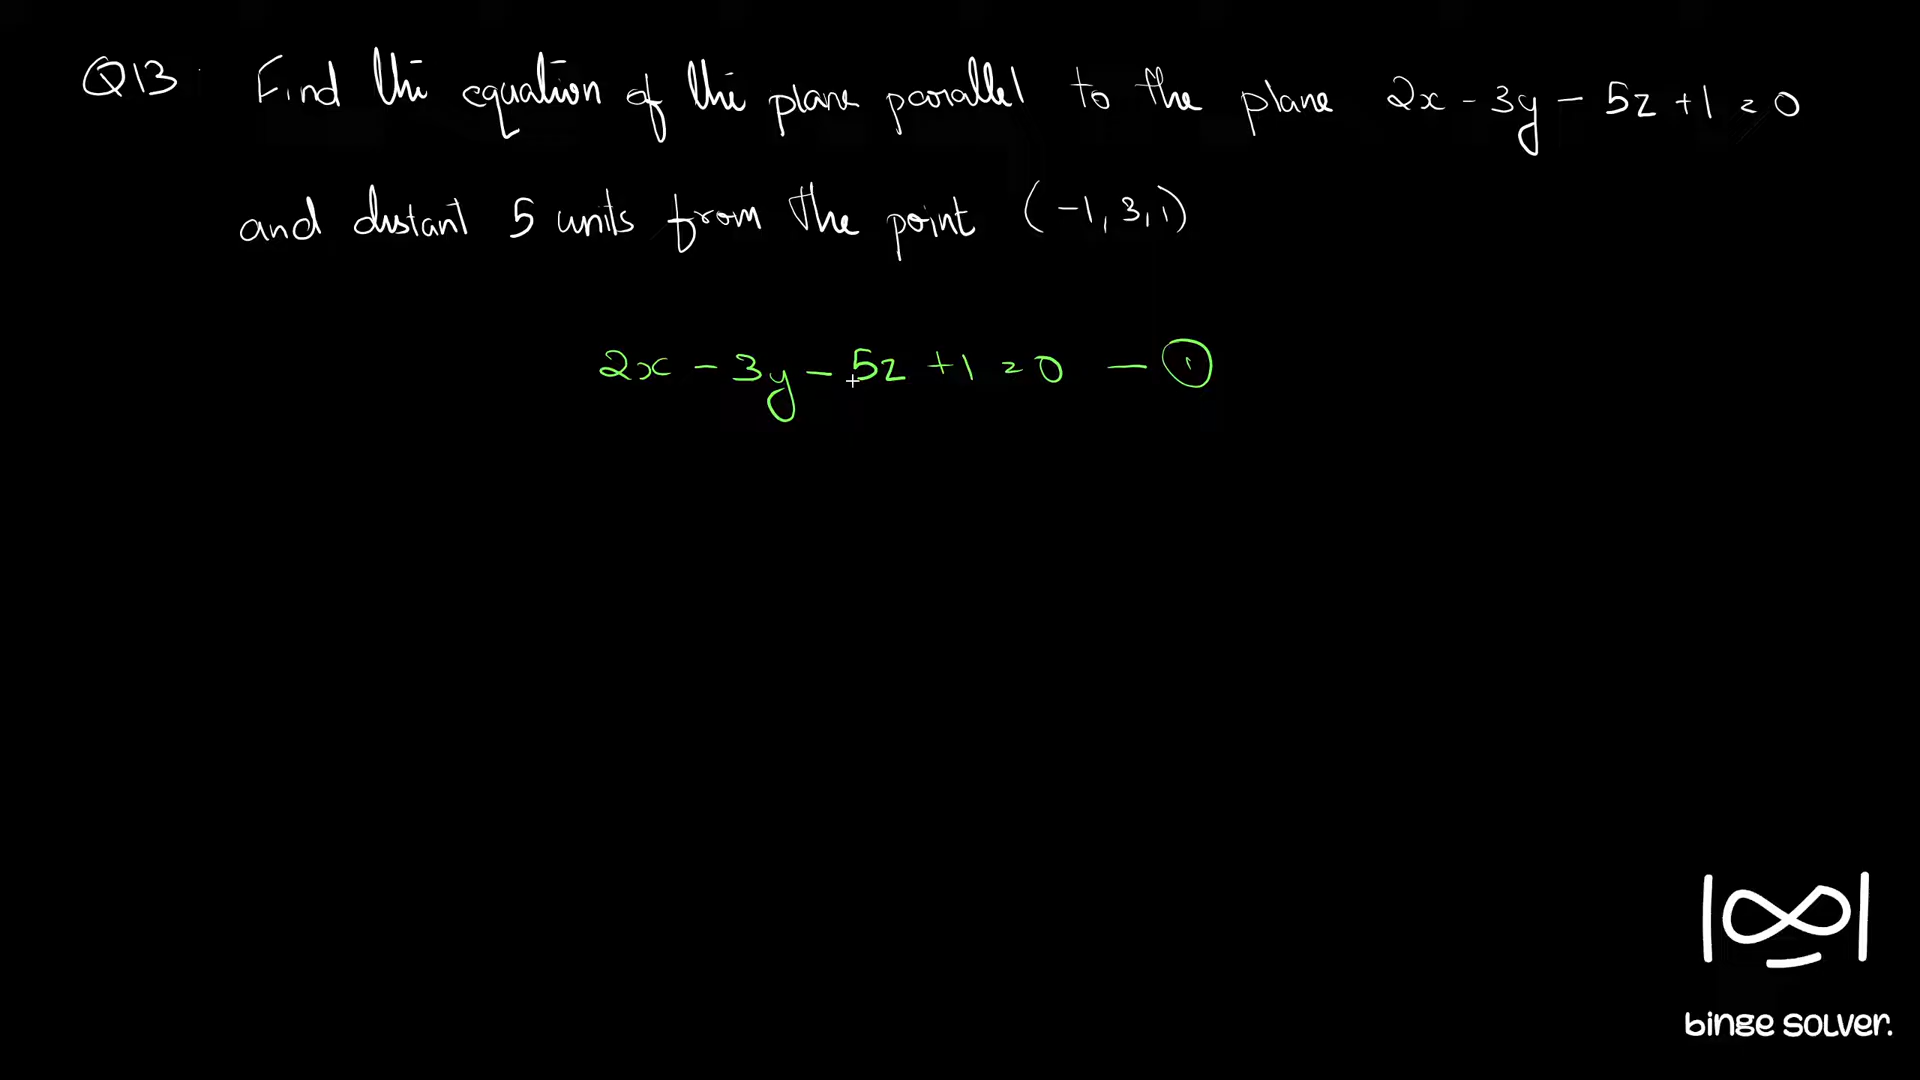 Q13. Find the equation of the plane parallel to the plane 2x - 3y - 5z + 1 = 0
and distant 5 units from the point (-1, 3, 1)
2x - 3y - 5z + 1 = 0 — ①
binge solver.